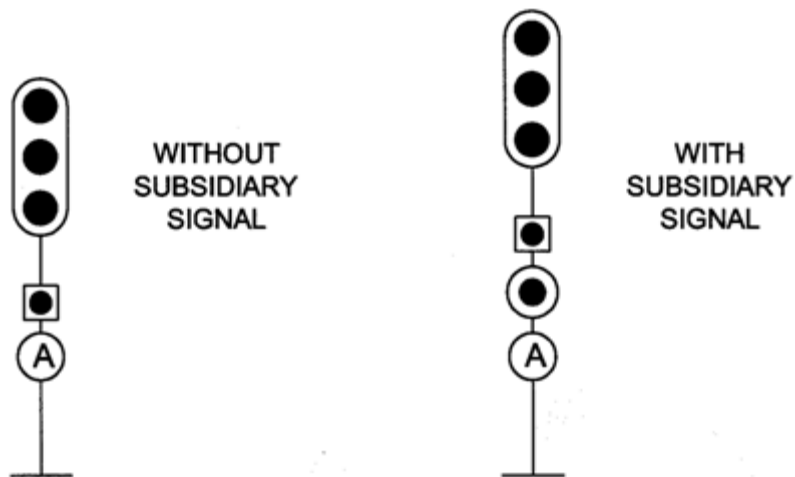 WITHOUT
SUBSIDIARY
SIGNAL
A
WITH
SUBSIDIARY
SIGNAL
A